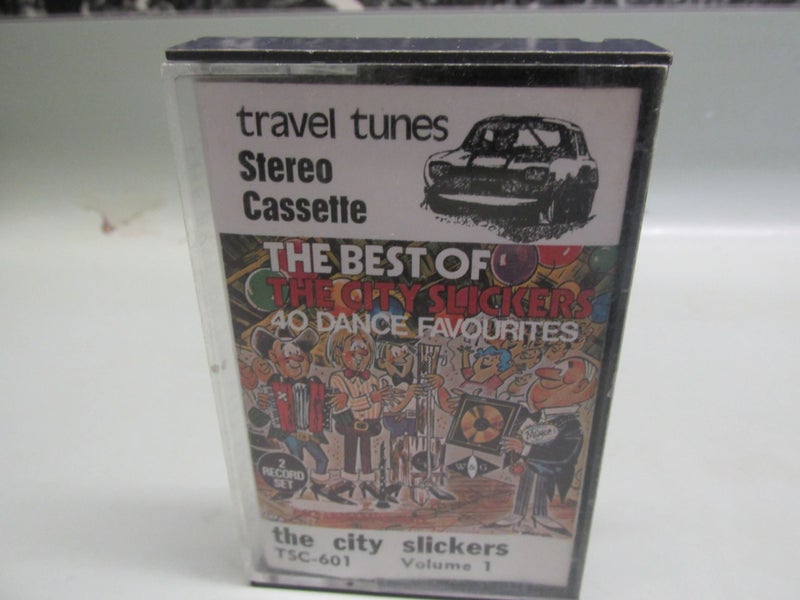 travel tunes
Stereo
Cassette
THE BEST OF
THE CITY SLICKERS
40 DANCE FAVOURITES
2
RECORD
SET
W & G
the city slickers
TSC-601 Volume 1